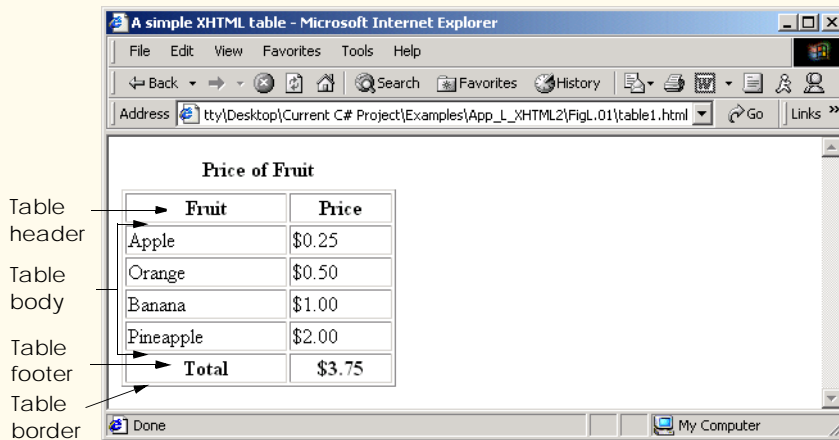 A simple XHTML table - Microsoft Internet Explorer
File Edit View Favorites Tools Help
Back Search Favorites History
Address tty\Desktop\Current C# Project\Examples\App_L_XHTML2\FigL.01\table1.html Go Links »
Price of Fruit
Table header
Fruit Price
Apple $0.25
Orange $0.50
Table body
Banana $1.00
Pineapple $2.00
Table footer
Total $3.75
Table border
Done My Computer